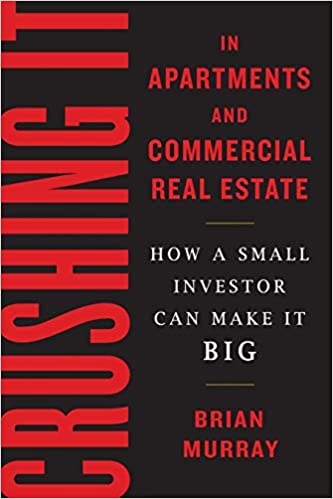 CRUSHING IT
IN
APARTMENTS
AND
COMMERCIAL
REAL ESTATE
HOW A SMALL
INVESTOR
CAN MAKE IT
BIG
BRIAN
MURRAY